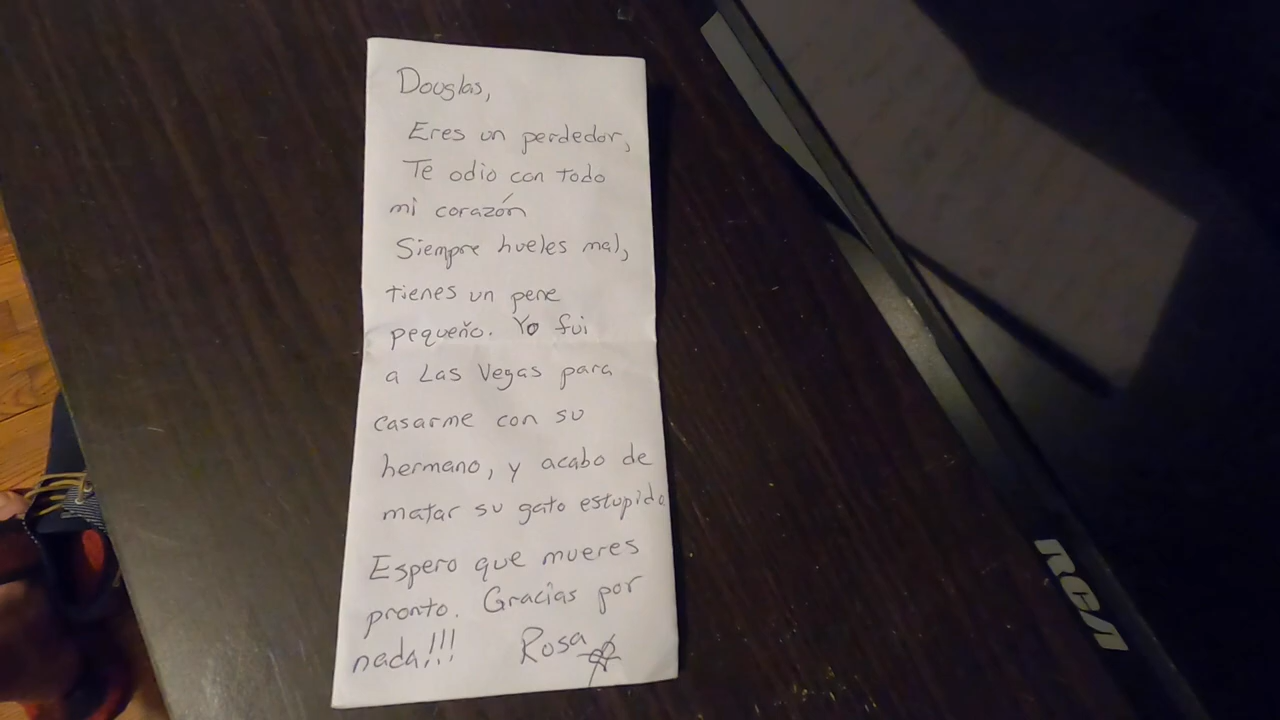 Douglas,
Eres un perdedor,
Te odio con todo
mi corazón
Siempre hueles mal,
tienes un pene
pequeño. Yo fui
a Las Vegas para
casarme con su
hermano, y acabo de
matar su gato estupido.
Espero que mueres
pronto. Gracias por
nada!!! Rosa
RCA